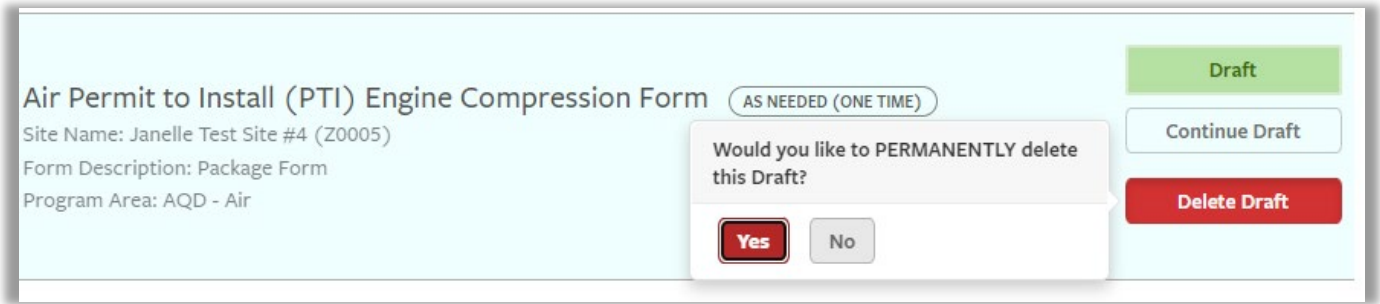 Air Permit to Install (PTI) Engine Compression Form AS NEEDED (ONE TIME)
Site Name: Janelle Test Site #4 (Z0005)
Form Description: Package Form
Program Area: AQD - Air
Would you like to PERMANENTLY delete
this Draft?
Yes No
Draft
Continue Draft
Delete Draft